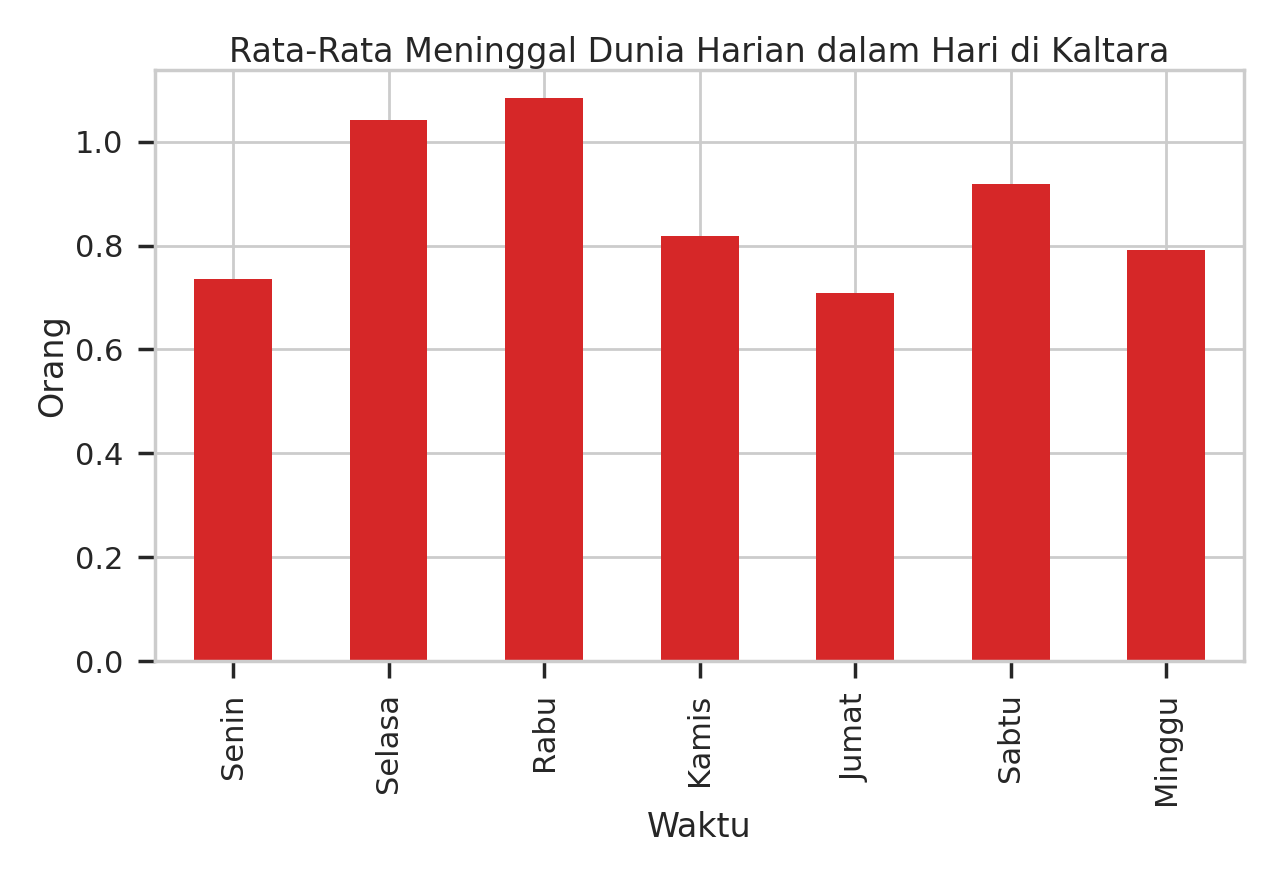 Rata-Rata Meninggal Dunia Harian dalam Hari di Kaltara
1.0
0.8
0.6
0.4
0.2
0.0
Orang
Senin
Selasa
Rabu
Kamis
Jumat
Sabtu
Minggu
Waktu